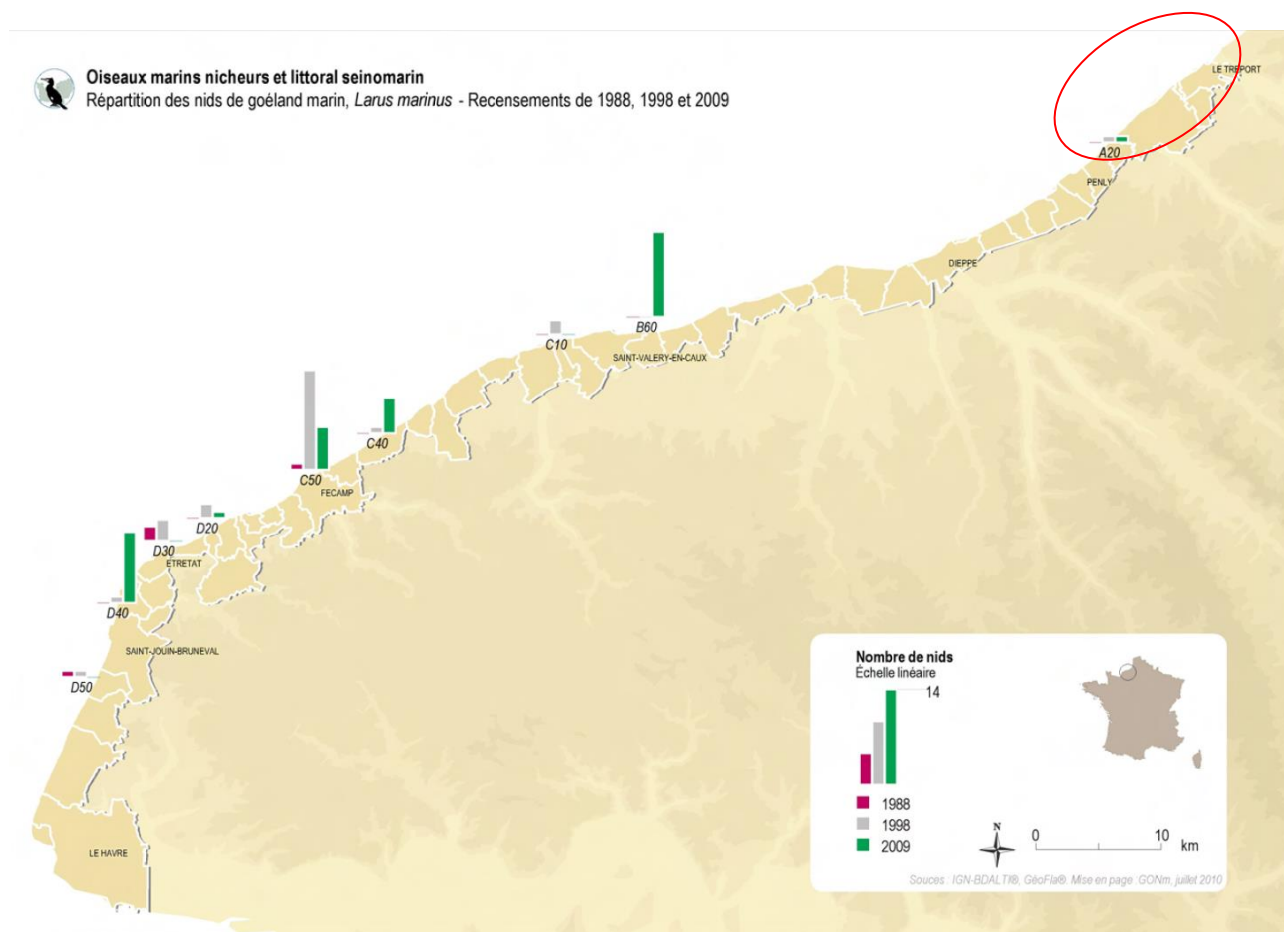 Oiseaux marins nicheurs et littoral seinomarin
Répartition des nids de goéland marin, Larus marinus - Recensements de 1988, 1998 et 2009
LE TREPORT
A20
PENLY
DIEPPE
B60
C10
SAINT-VALERY-EN-CAUX
C40
C50
FECAMP
D20
D30
ETRETAT
D40
SAINT-JOUIN-BRUNEVAL
D50
LE HAVRE
Nombre de nids
Échelle linéaire
14
1988
1998
2009
N
0 10
km
Souces : IGN-BDALTI®, GéoFla®. Mise en page : GONm, juillet 2010